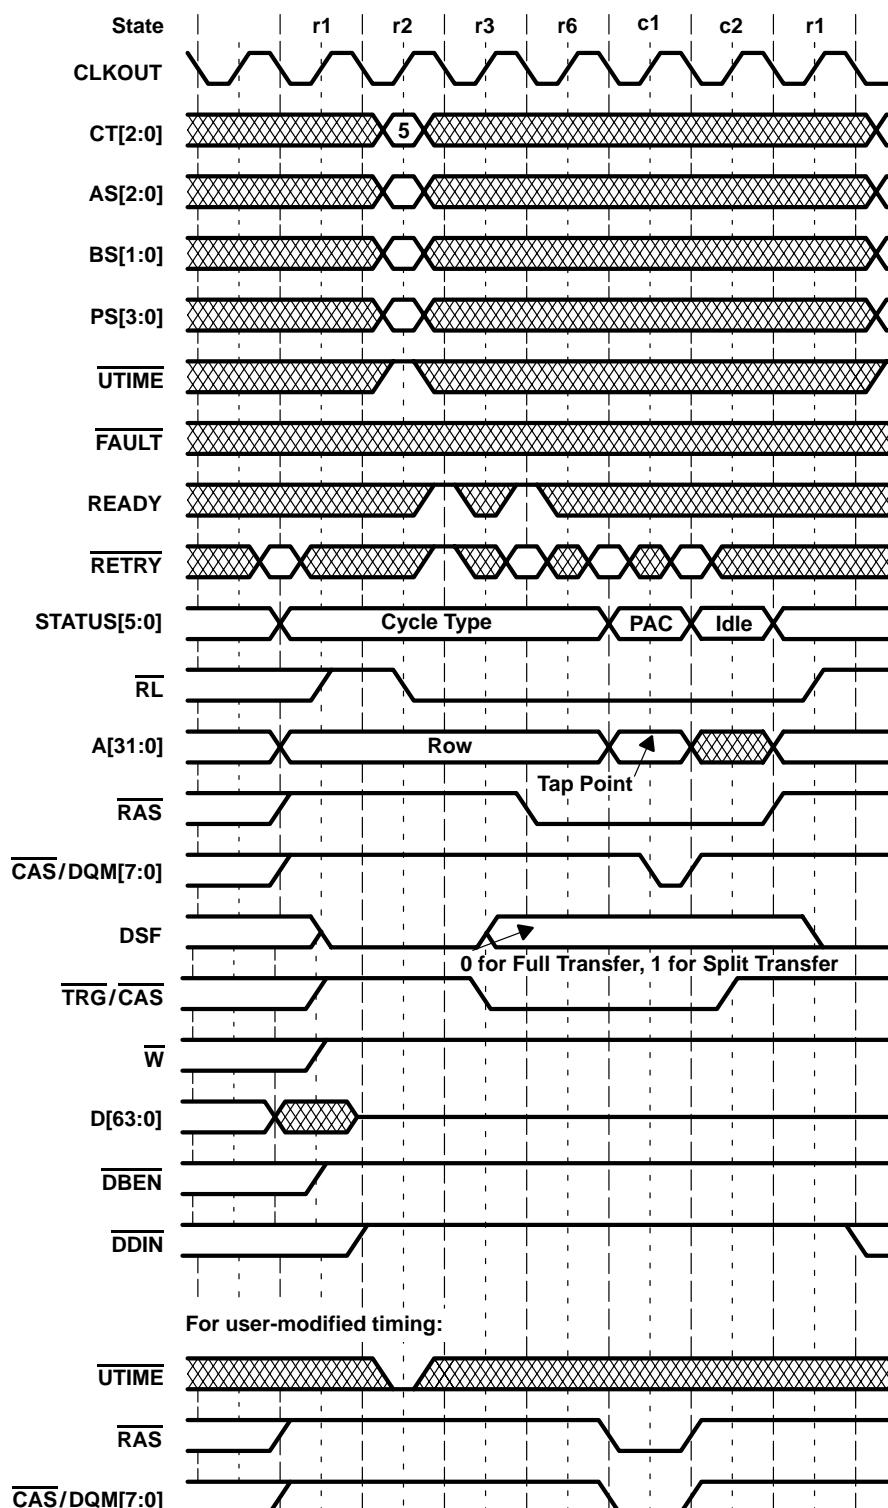 State r1 r2 r3 r6 c1 c2 r1
CLKOUT
CT[2:0] 5
AS[2:0]
BS[1:0]
PS[3:0]
UTIME
FAULT
READY
RETRY
STATUS[5:0] Cycle Type PAC Idle
RL
A[31:0] Row
Tap Point
RAS
CAS/DQM[7:0]
DSF
0 for Full Transfer, 1 for Split Transfer
TRG/CAS
W
D[63:0]
DBEN
DDIN
For user-modified timing:
UTIME
RAS
CAS/DQM[7:0]